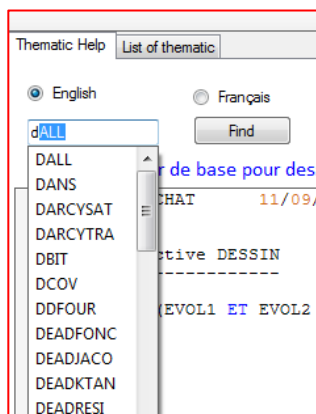 Thematic Help List of thematic
English Français
dALL Find
DALL
r de base pour des
DANS
CHAT 11/09/
DARCYSAT
DARCYTRA
DBIT
ctive DESSIN
DCOV
DDFOUR
(EVOL1 ET EVOL2
DEADFONC
DEADJACO
DEADKTAN
DEADRESI